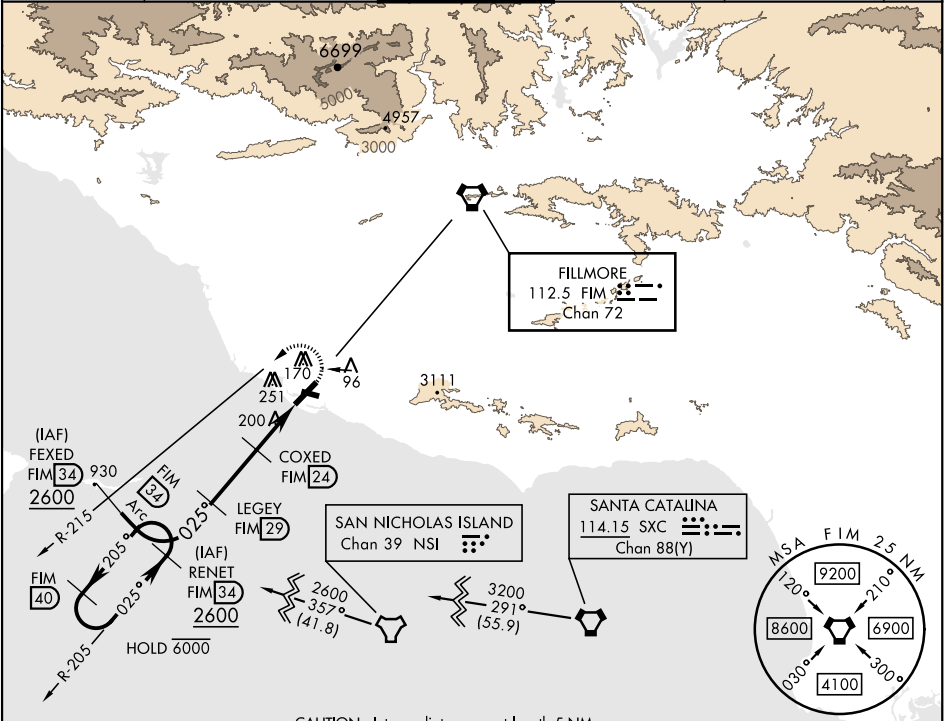 6699
5000
4957
3000
FILLMORE
112.5 FIM
Chan 72
170
96
251
200
3111
(IAF)
FEXED
FIM 34
2600
930
FIM
34
Arc
COXED
FIM 24
LEGEY
FIM 29
025°
R-215
205°
(IAF)
RENET
FIM 34
2600
FIM
40
025°
R-205
HOLD 6000
SAN NICHOLAS ISLAND
Chan 39 NSI
2600
357°
(41.8)
SANTA CATALINA
114.15 SXC
Chan 88(Y)
3200
291°
(55.9)
MSA FIM 25 NM
120°
9200
210°
8600
6900
030°
4100
300°